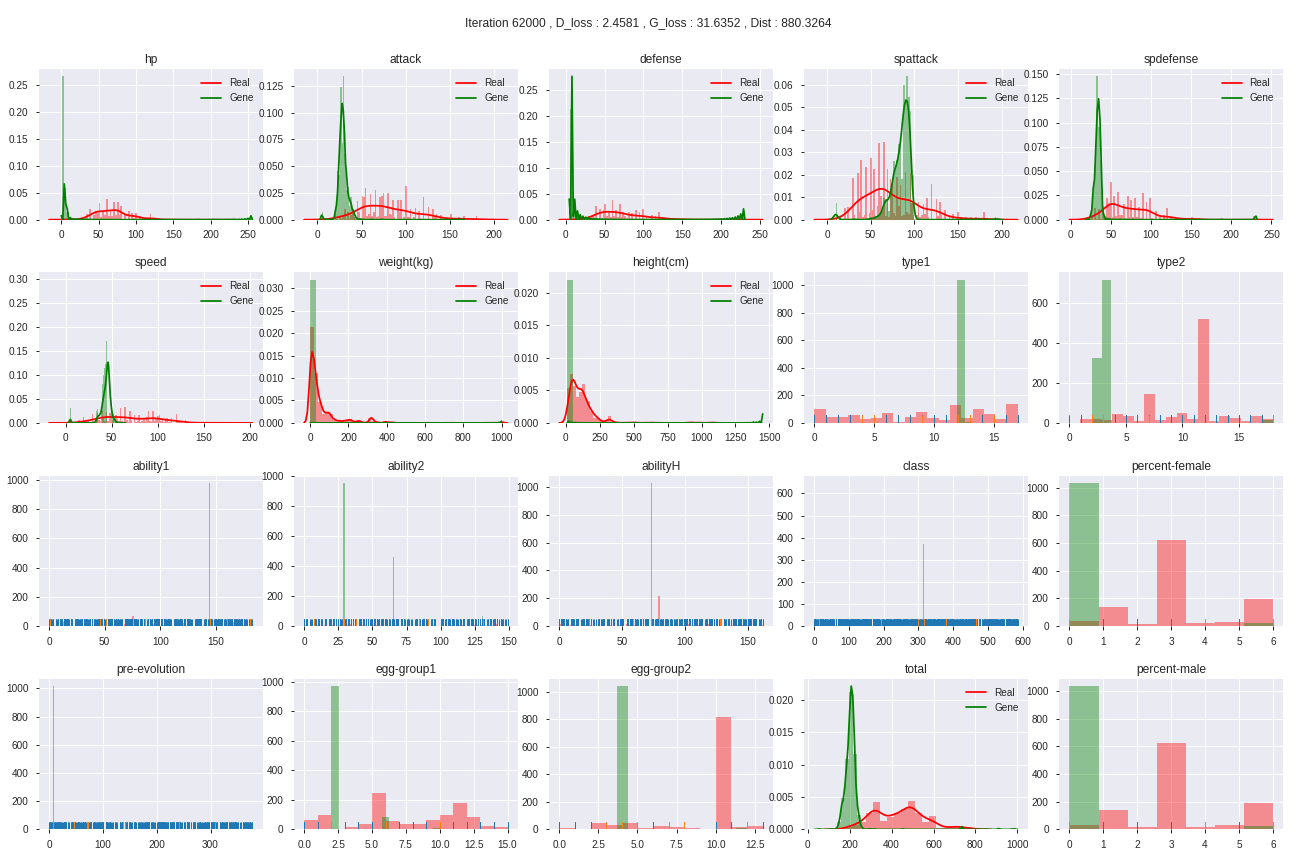 Iteration 62000 , D_loss : 2.4581 , G_loss : 31.6352 , Dist : 880.3264
hp
attack
defense
spattack
spdefense
Real
Gene
Real
Gene
Real
Gene
Real
Gene
Real
Gene
0.25
0.20
0.15
0.10
0.05
0.00
0.125
0.100
0.075
0.050
0.025
0.000
0.25
0.20
0.15
0.10
0.05
0.00
0.06
0.05
0.04
0.03
0.02
0.01
0.000
0.150
0.125
0.100
0.075
0.050
0.025
0.000
0 50 100 150 200 250
0 50 100 150 200
0 50 100 150 200 250
0 50 100 150 200
0 50 100 150 200 250
speed
weight(kg)
height(cm)
type1
type2
Real
Gene
Real
Gene
Real
Gene
0.30
0.25
0.20
0.15
0.10
0.05
0.00
0.030
0.025
0.020
0.015
0.010
0.005
0.000
0.020
0.015
0.010
0.005
0.000
1000
800
600
400
200
0
600
400
200
0
0 50 100 150 200
0 200 400 600 800 1000
0 250 500 750 1000 1250 1500
0 5 10 15
0 5 10 15
ability1
ability2
abilityH
class
percent-female
1000
800
600
400
200
0
1000
800
600
400
200
0
1000
800
600
400
200
0
600
500
400
300
200
100
0
1000
800
600
400
200
0
0 50 100 150
0 25 50 75 100 125 150
0 50 100 150
0 100 200 300 400 500 600
0 1 2 3 4 5 6
pre-evolution
egg-group1
egg-group2
total
percent-male
Real
Gene
1000
800
600
400
200
0
1000
800
600
400
200
0
1000
800
600
400
200
0
0.020
0.015
0.010
0.005
0.000
1000
800
600
400
200
0
0 100 200 300
0.0 2.5 5.0 7.5 10.0 12.5 15.0
0.0 2.5 5.0 7.5 10.0 12.5
0 200 400 600 800 1000
0 1 2 3 4 5 6